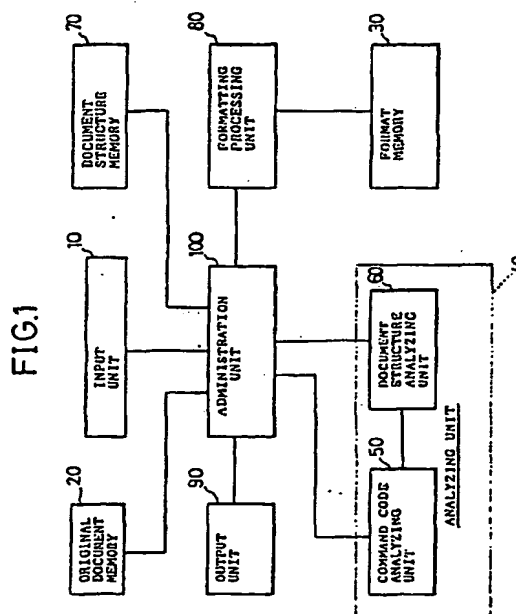 FIG.1
20
ORIGINAL
DOCUMENT
MEMORY
10
INPUT
UNIT
70
DOCUMENT
STRUCTURE
MEMORY
90
OUTPUT
UNIT
100
ADMINISTRATION
UNIT
80
FORMATTING
PROCESSING
UNIT
50
COMMAND CODE
ANALYZING
UNIT
60
DOCUMENT
STRUCTURE
ANALYZING
UNIT
30
FORMAT
MEMORY
ANALYZING UNIT